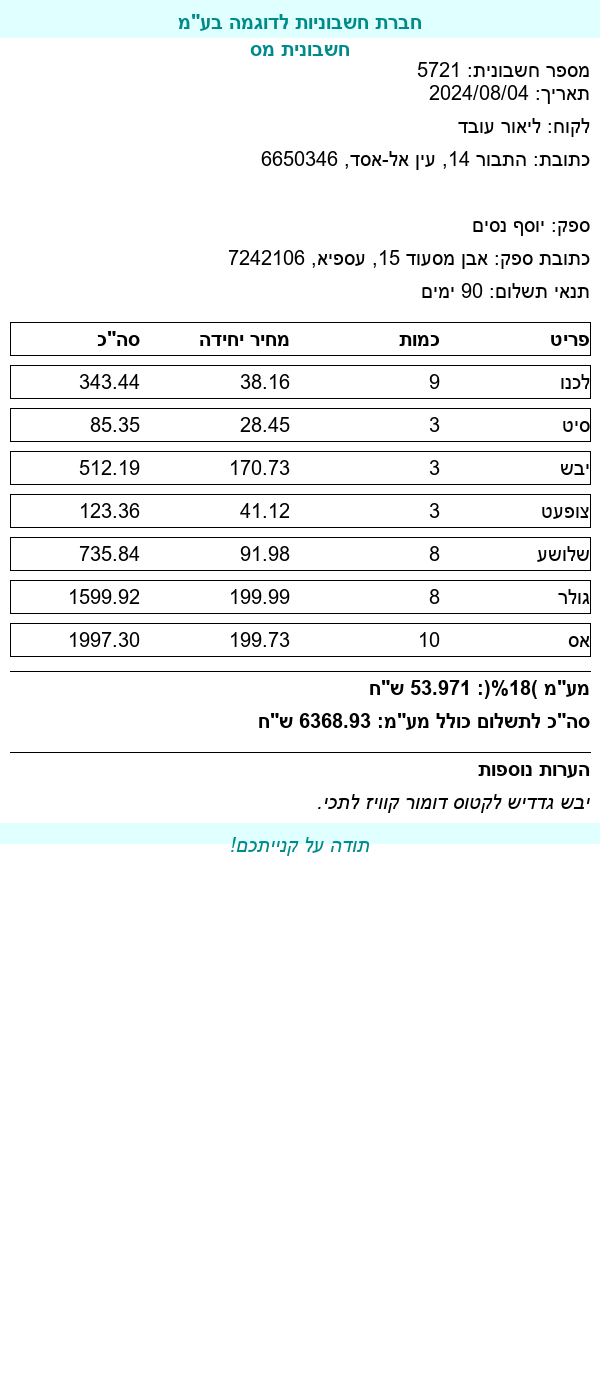 חברת חשבוניות לדוגמה בע"מ
חשבונית מס
מספר חשבונית: 5721
תאריך: 2024/08/04
לקוח: ליאור עובד
כתובת: התבור 14, עין אל-אסד, 6650346
ספק: יוסף נסים
כתובת ספק: אבן מסעוד 15, עספיא, 7242106
תנאי תשלום: 90 ימים
פריט כמות מחיר יחידה סה"כ
לכנו 9 38.16 343.44
סיט 3 28.45 85.35
יבש 3 170.73 512.19
צופעט 3 41.12 123.36
שלושע 8 91.98 735.84
גולר 8 199.99 1599.92
אס 10 199.73 1997.30
מע"מ )18%(: 53.971 ש"ח
סה"כ לתשלום כולל מע"מ: 6368.93 ש"ח
הערות נוספות
יבש גדדיש לקטוס דומור קוויז לתכי.
תודה על קנייתכם!